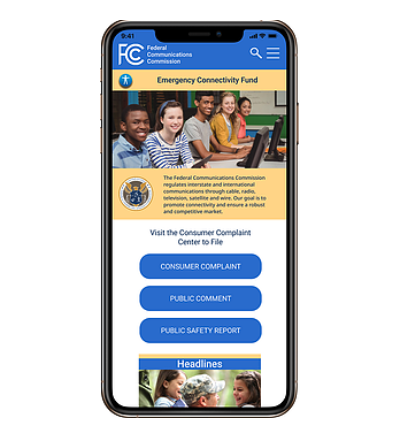 9:41
FCC
Federal
Communications
Commission
Emergency Connectivity Fund
The Federal Communications Commission
regulates interstate and international
communications through cable, radio,
television, satellite and wire. Our goal is to
promote connectivity and ensure a robust
and competitive market.
Visit the Consumer Complaint
Center to File
CONSUMER COMPLAINT
PUBLIC COMMENT
PUBLIC SAFETY REPORT
Headlines